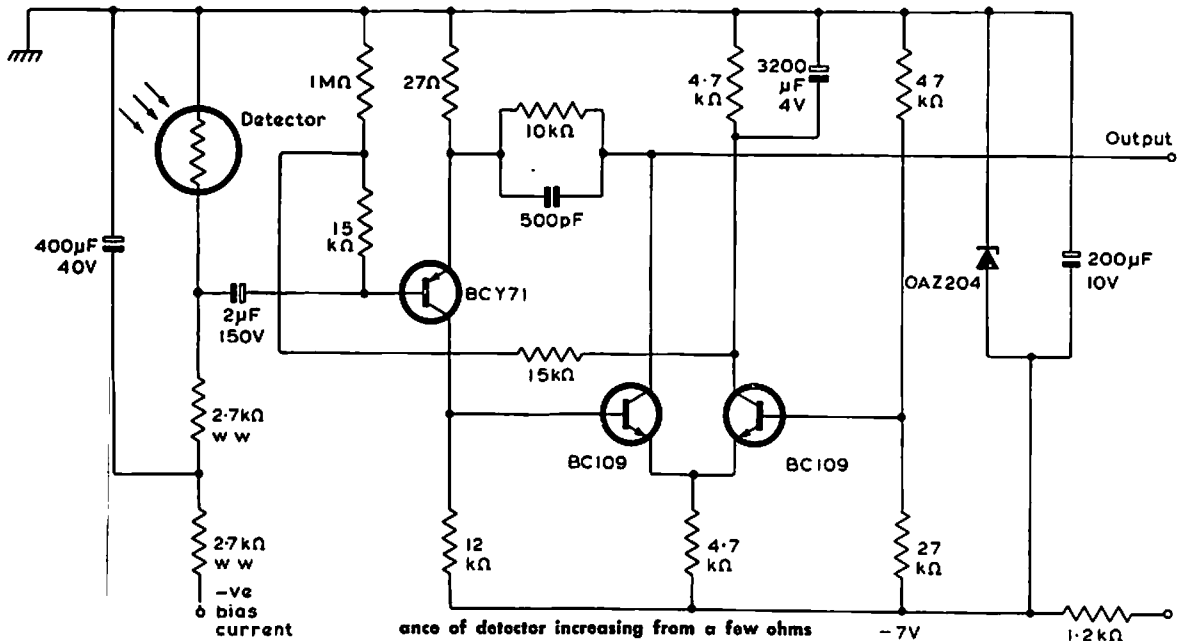 1MΩ
27Ω
4·7
kΩ
3200
µF
4V
47
kΩ
Detector
10kΩ
Output
500pF
15
kΩ
400µF
40V
BCY71
OAZ204
200µF
10V
2µF
150V
15kΩ
2·7kΩ
W W
BC109
BC109
2·7kΩ
W W
12
kΩ
4·7
kΩ
27
kΩ
-ve
bias
current
ance of detector increasing from a few ohms
-7V
1·2kΩ